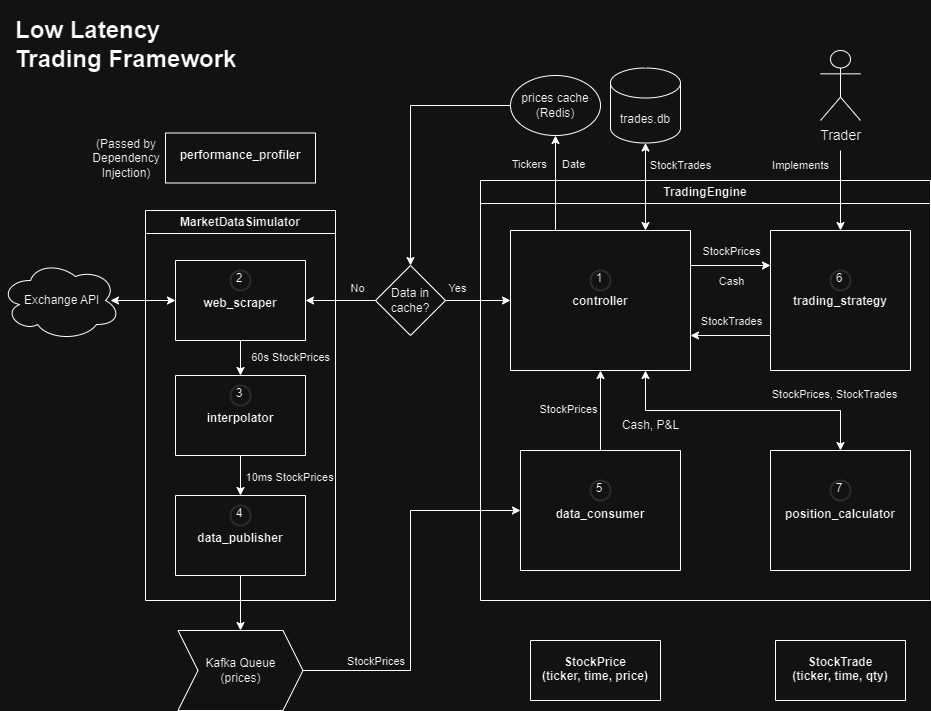 Low Latency
Trading Framework
prices cache
(Redis)
trades.db
Trader
(Passed by
Dependency
Injection)
performance_profiler
Tickers
Date
StockTrades
Implements
TradingEngine
MarketDataSimulator
Exchange API
2
web_scraper
No
Data in
cache?
Yes
1
controller
StockPrices
Cash
StockTrades
6
trading_strategy
60s StockPrices
3
interpolator
10ms StockPrices
4
data_publisher
StockPrices
Cash, P&L
StockPrices, StockTrades
5
data_consumer
7
position_calculator
Kafka Queue
(prices)
StockPrices
StockPrice
(ticker, time, price)
StockTrade
(ticker, time, qty)